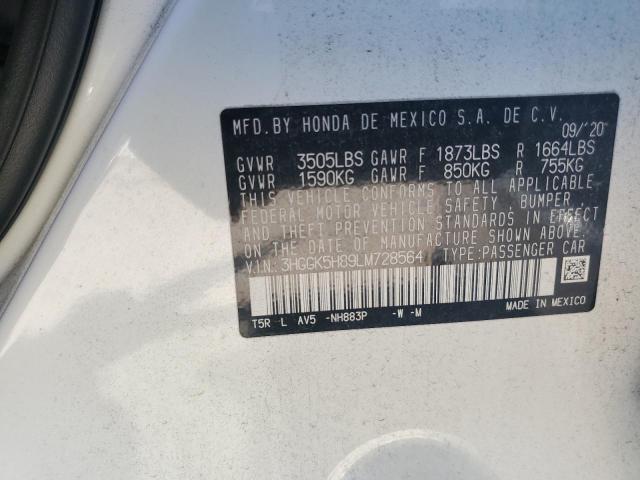 MFD.BY HONDA DE MEXICO S.A. DE C.V.
09/'20
GVWR 3505LBS GAWR F 1873LBS R 1664LBS
GVWR 1590KG GAWR F 850KG R 755KG
THIS VEHICLE CONFORMS TO ALL APPLICABLE
FEDERAL MOTOR VEHICLE SAFETY, BUMPER,
AND THEFT PREVENTION STANDARDS IN EFFECT
ON THE DATE OF MANUFACTURE SHOWN ABOVE.
V.I.N: 3HGGK5H89LM728564 TYPE:PASSENGER CAR
T5R -L AV5 -NH883P -W -M
MADE IN MEXICO